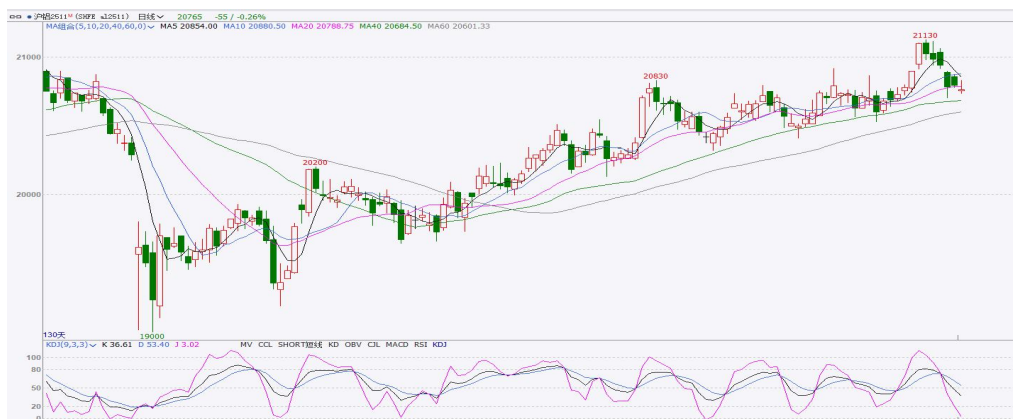 沪铝2511 M (SHFE al2511) 日线 20765 -55 / -0.26%
MA组合(5,10,20,40,60,0) MA5 20854.00 MA10 20880.50 MA20 20788.75 MA40 20684.50 MA60 20601.33
21130
21000
20830
20200
20000
19000
130天
KDJ(9,3,3) K 36.61 D 53.40 J 3.02 MV CCL SHORT短线 KD OBV CJL MACD RSI KDJ
100
80
50
20
0